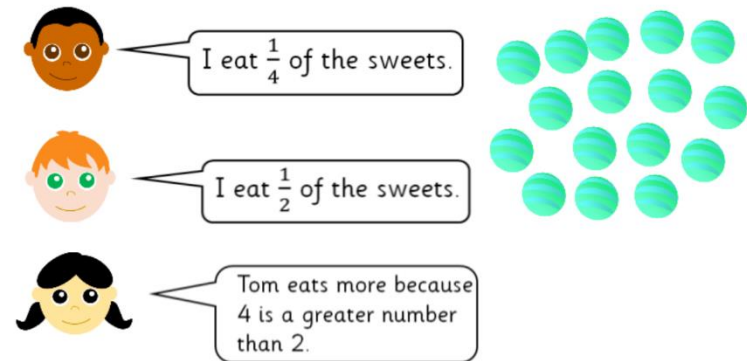 I eat 1/4 of the sweets.
I eat 1/2 of the sweets.
Tom eats more because
4 is a greater number
than 2.